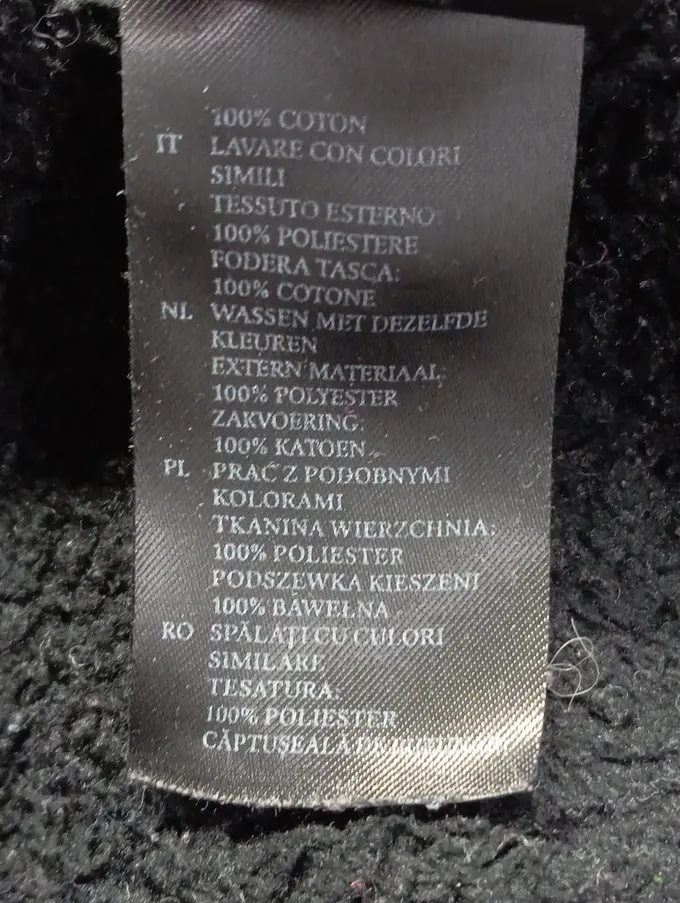 100% COTON
IT LAVARE CON COLORI
SIMILI
TESSUTO ESTERNO:
100% POLIESTERE
FODERA TASCA:
100% COTONE
NL WASSEN MET DEZELFDE
KLEUREN
EXTERN MATERIAAL:
100% POLYESTER
ZAKVOERING:
100% KATOEN
PL PRAĆ Z PODOBNYMI
KOLORAMI
TKANINA WIERZCHNIA:
100% POLIESTER
PODSZEWKA KIESZENI
100% BAWEŁNA
RO SPĂLAȚI CU CULORI
SIMILARE
TESATURA:
100% POLIESTER
CĂPTUȘEALĂ DE